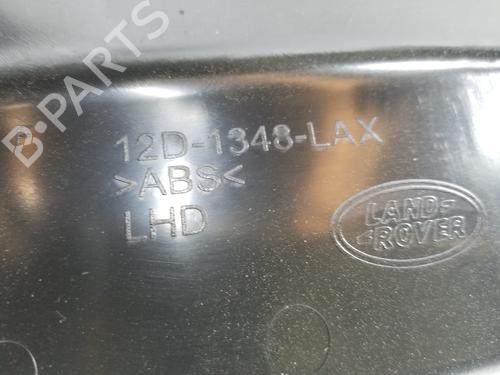 B-PARTS
12D-1348-LAX
>ABS<
LHD
LAND-
-ROVER